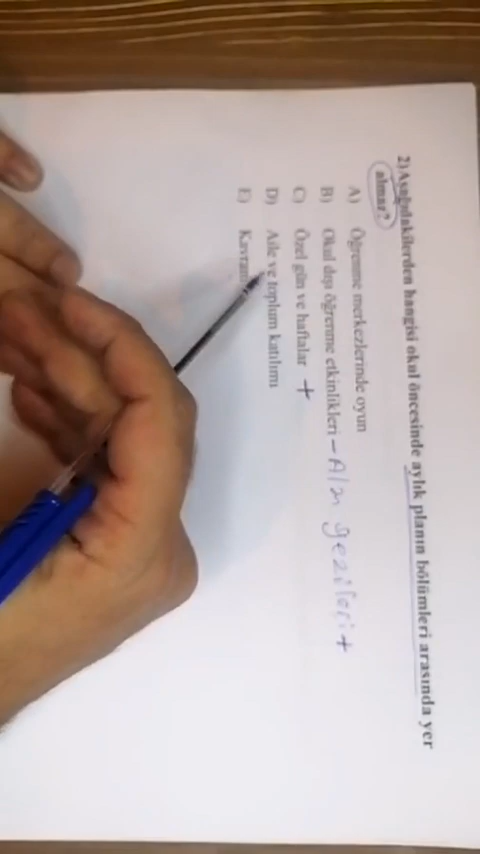 2) Aşağıdakilerden hangisi okul öncesinde aylık planın bölümleri arasında yer
almaz?
A) Öğrenme merkezlerinde oyun
B) Okul dışı öğrenme etkinlikleri - Alan gezileri +
C) Özel gün ve haftalar +
D) Aile ve toplum katılımı
E)